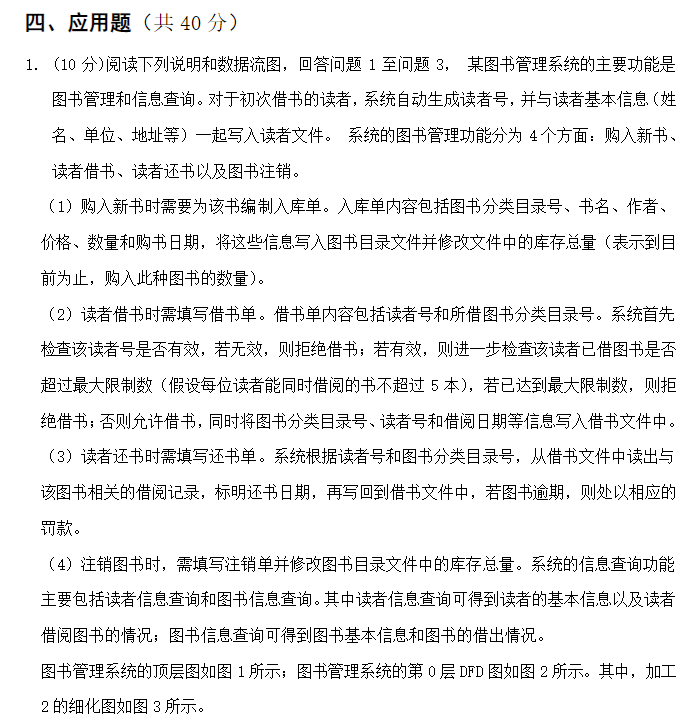 四、应用题（共 40 分）
1. (10 分)阅读下列说明和数据流图，回答问题 1 至问题 3， 某图书管理系统的主要功能是
图书管理和信息查询。对于初次借书的读者，系统自动生成读者号，并与读者基本信息（姓
名、单位、地址等）一起写入读者文件。 系统的图书管理功能分为 4 个方面：购入新书、
读者借书、读者还书以及图书注销。
（1）购入新书时需要为该书编制入库单。入库单内容包括图书分类目录号、书名、作者、
价格、数量和购书日期，将这些信息写入图书目录文件并修改文件中的库存总量（表示到目
前为止，购入此种图书的数量）。
（2）读者借书时需填写借书单。借书单内容包括读者号和所借图书分类目录号。系统首先
检查该读者号是否有效，若无效，则拒绝借书；若有效，则进一步检查该读者已借图书是否
超过最大限制数（假设每位读者能同时借阅的书不超过 5 本），若已达到最大限制数，则拒
绝借书；否则允许借书，同时将图书分类目录号、读者号和借阅日期等信息写入借书文件中。
（3）读者还书时需填写还书单。系统根据读者号和图书分类目录号，从借书文件中读出与
该图书相关的借阅记录，标明还书日期，再写回到借书文件中，若图书逾期，则处以相应的
罚款。
（4）注销图书时，需填写注销单并修改图书目录文件中的库存总量。系统的信息查询功能
主要包括读者信息查询和图书信息查询。其中读者信息查询可得到读者的基本信息以及读者
借阅图书的情况；图书信息查询可得到图书基本信息和图书的借出情况。
图书管理系统的顶层图如图 1 所示；图书管理系统的第 0 层 DFD 图如图 2 所示。其中，加工
2 的细化图如图 3 所示。